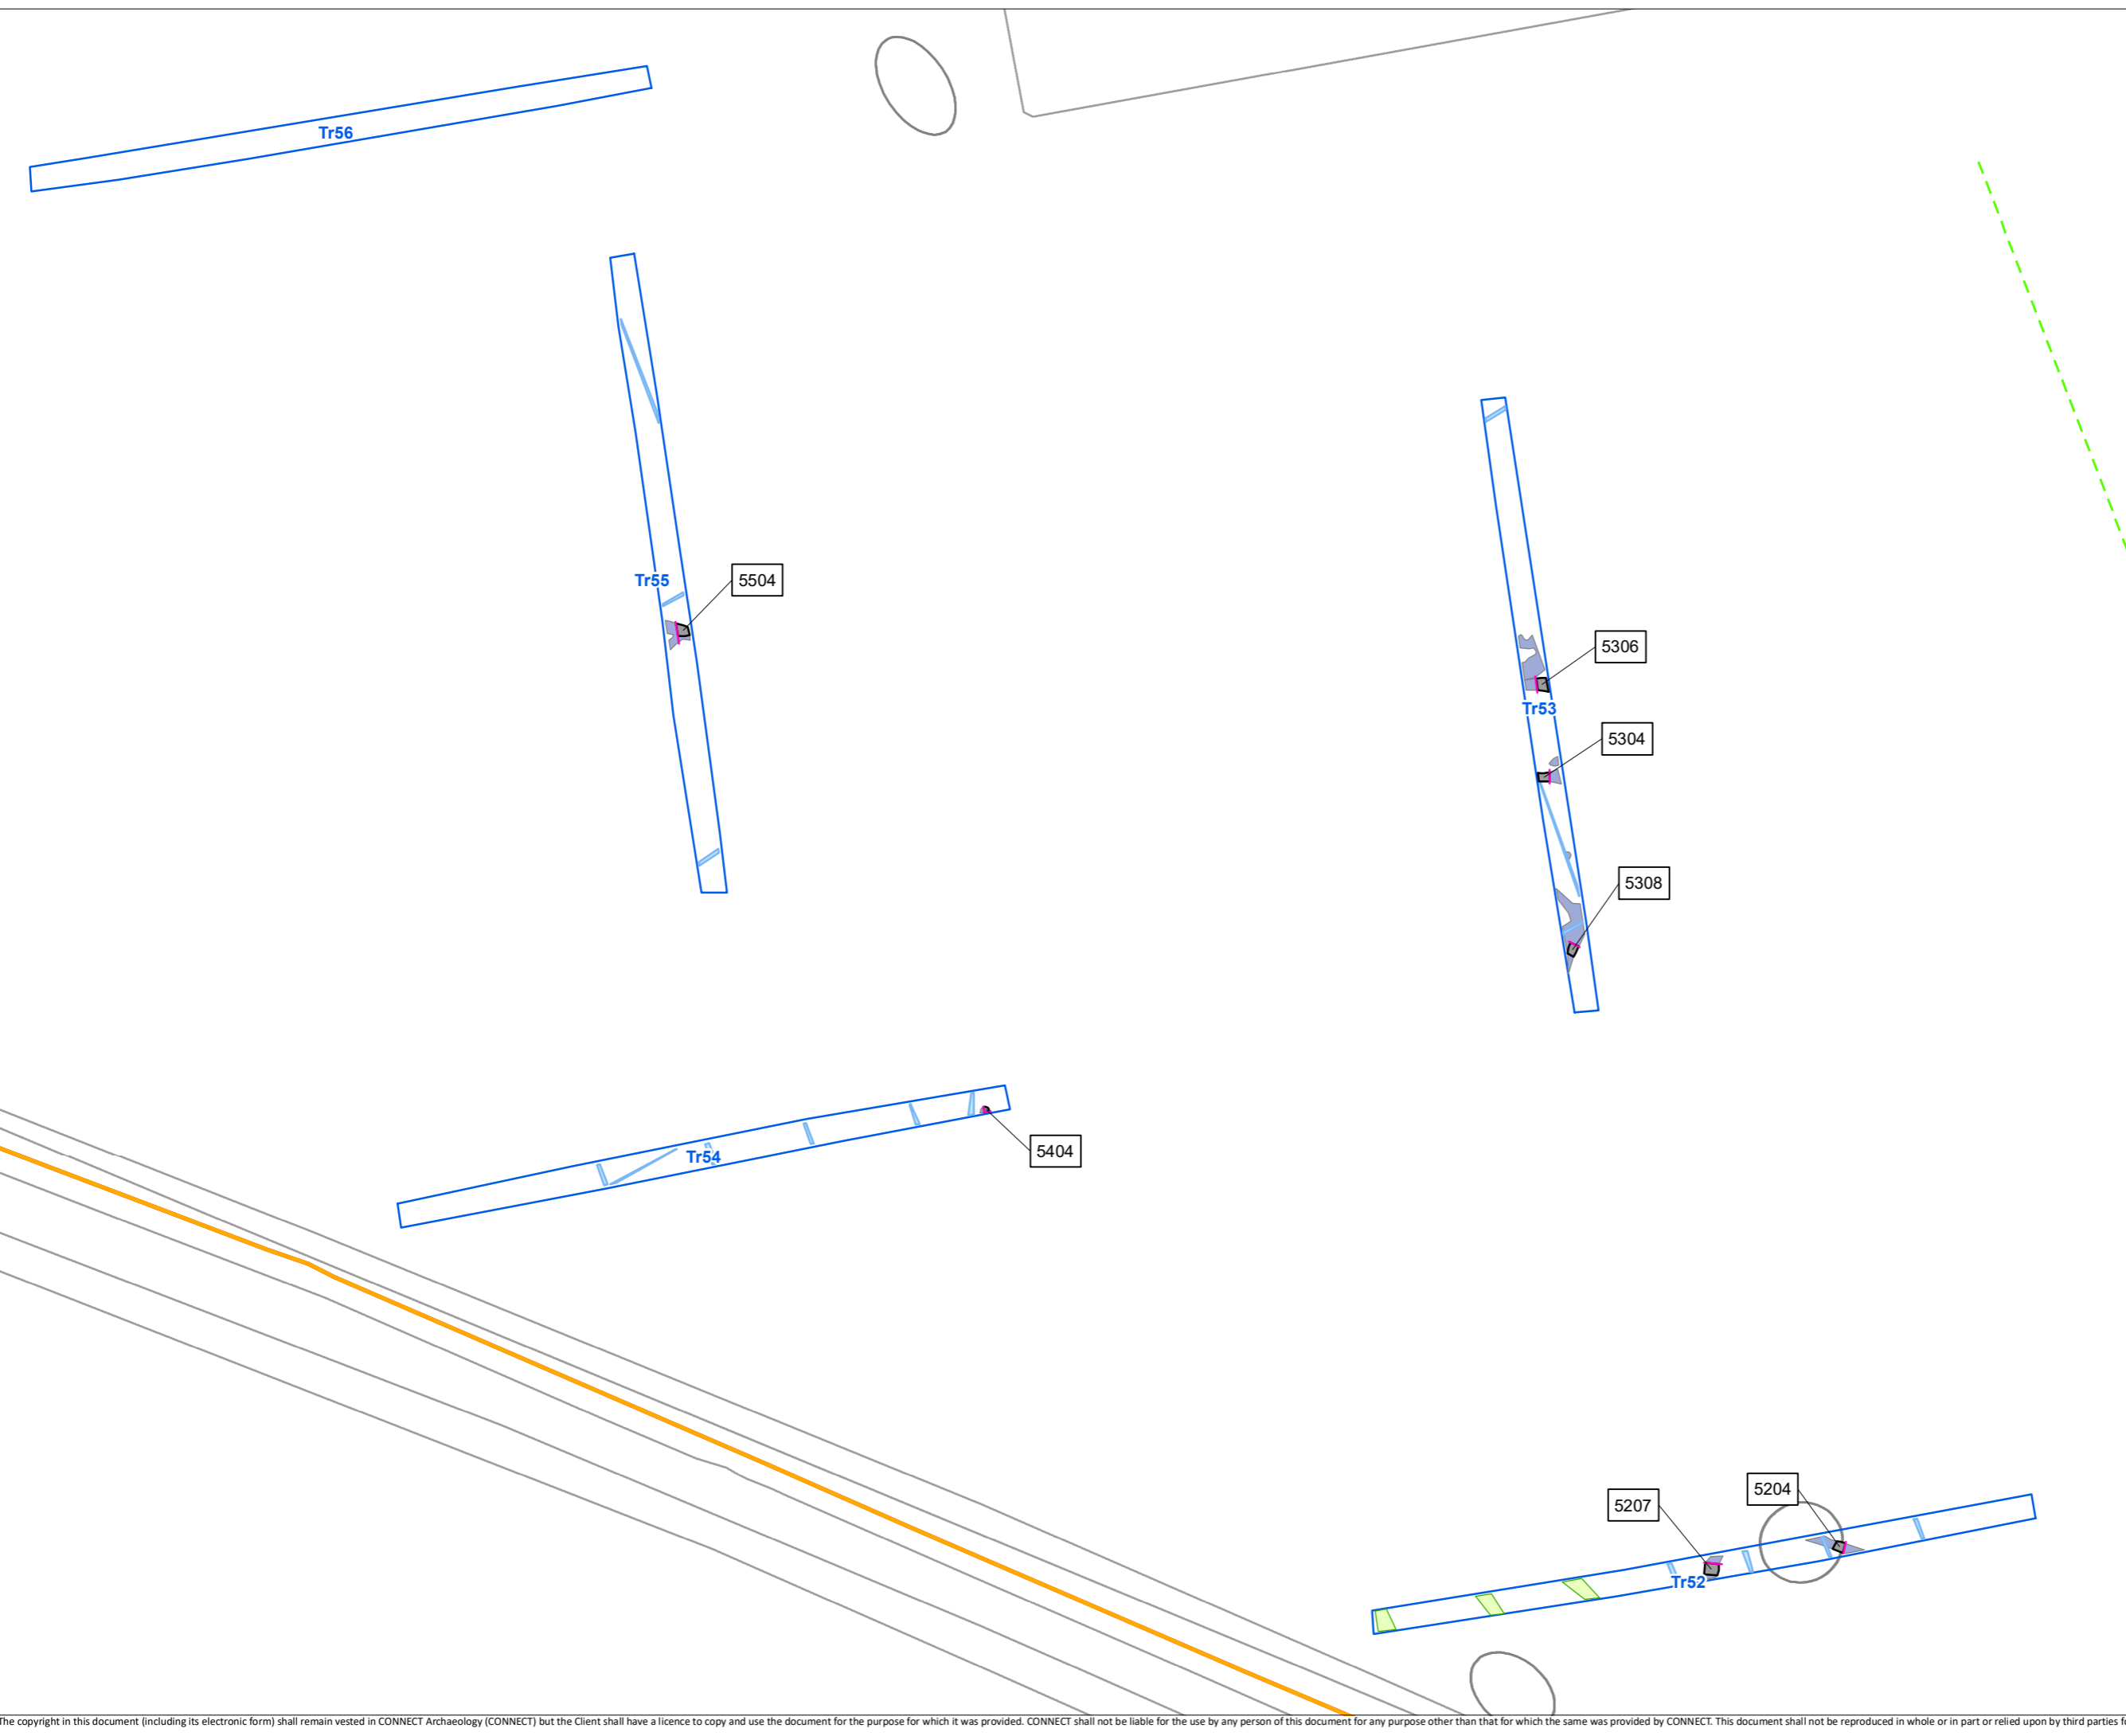 Tr56
Tr55
5504
5306
Tr53
5304
5308
Tr54
5404
5204
5207
Tr52
The copyright in this document (including its electronic form) shall remain vested in CONNECT Archaeology (CONNECT) but the Client shall have a licence to copy and use the document for the purpose for which it was provided. CONNECT shall not be liable for the use by any person of this document for any purpose other than that for which the same was provided by CONNECT. This document shall not be reproduced in whole or in part or relied upon by third parties